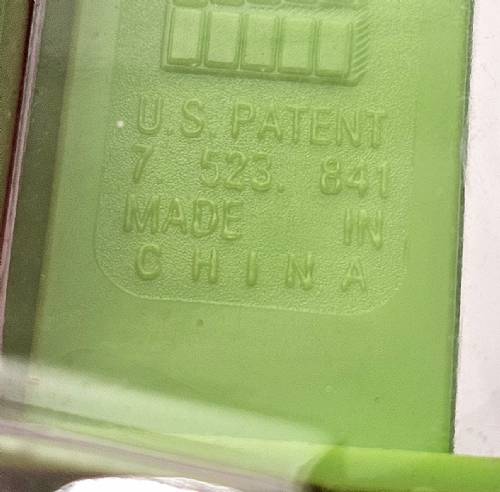 U.S. PATENT
7. 523. 841
MADE IN
CHINA